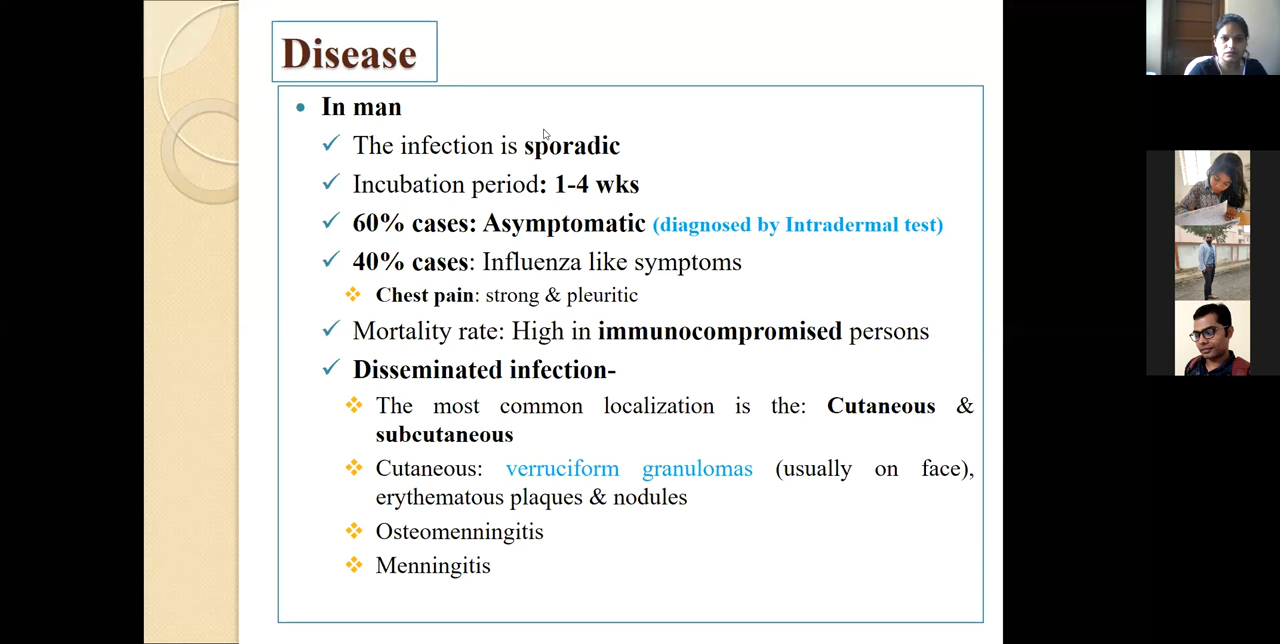 Disease
In man
The infection is sporadic
Incubation period: 1-4 wks
60% cases: Asymptomatic (diagnosed by Intradermal test)
40% cases: Influenza like symptoms
Chest pain: strong & pleuritic
Mortality rate: High in immunocompromised persons
Disseminated infection-
The most common localization is the: Cutaneous &
subcutaneous
Cutaneous: verruciform granulomas (usually on face),
erythematous plaques & nodules
Osteomenningitis
Menningitis